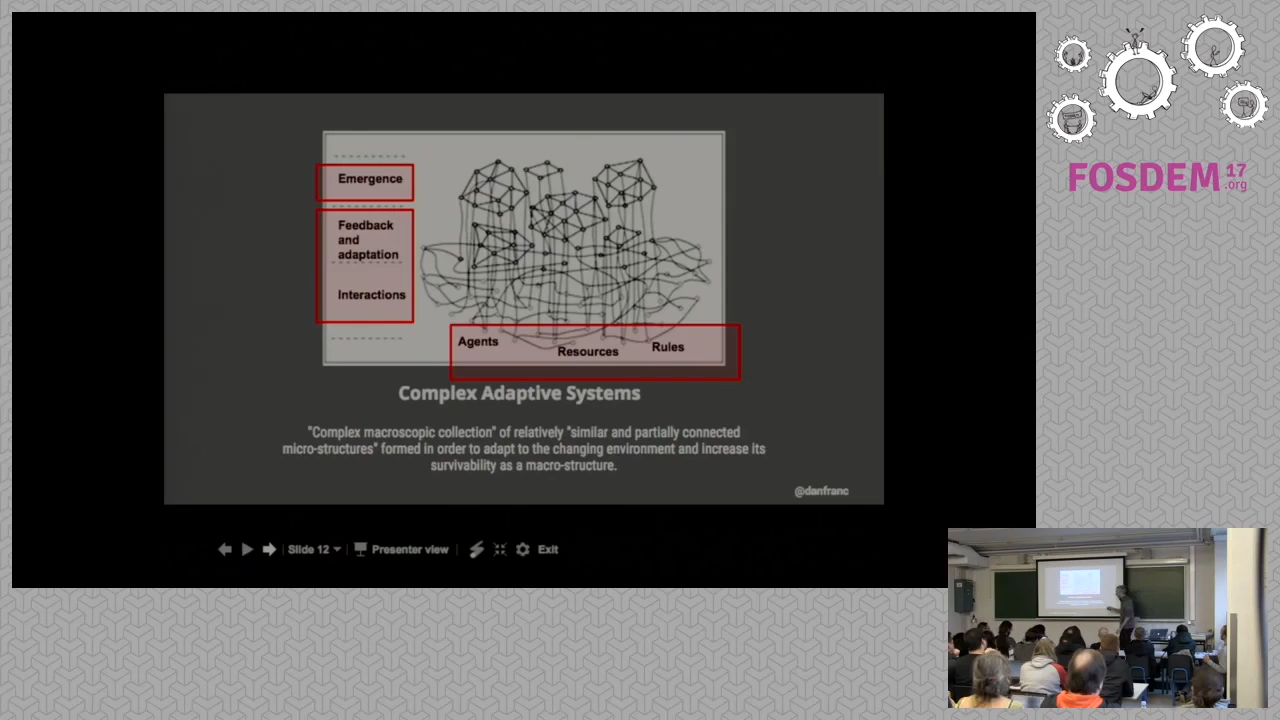 Emergence
Feedback
and
adaptation
Interactions
Agents
Resources
Rules
Complex Adaptive Systems
"Complex macroscopic collection" of relatively "similar and partially connected
micro-structures" formed in order to adapt to the changing environment and increase its
survivability as a macro-structure.
@danfranc
Slide 12
Presenter view
Exit
FOSDEM 17
.org